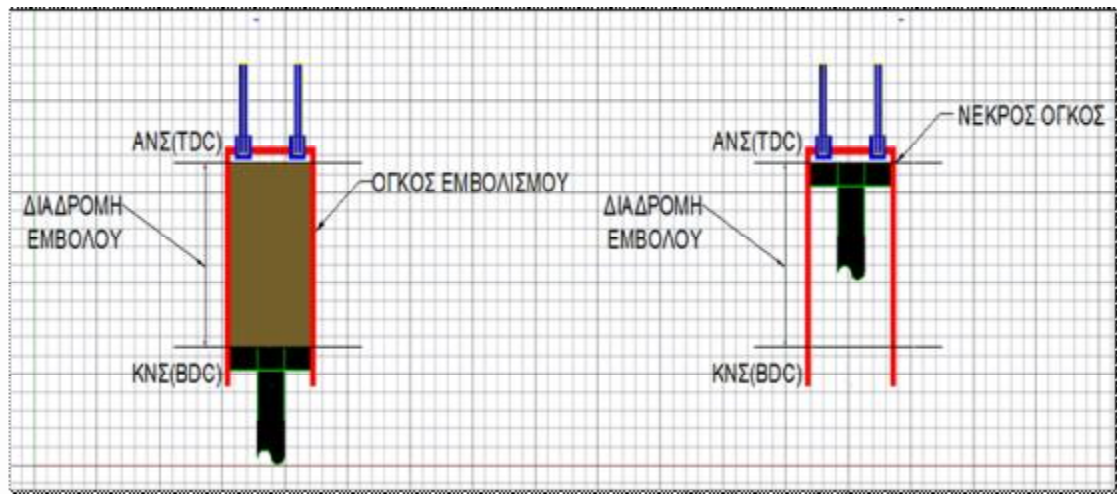 ΑΝΣ(TDC)
ΟΓΚΟΣ ΕΜΒΟΛΙΣΜΟΥ
ΔΙΑΔΡΟΜΗ
ΕΜΒΟΛΟΥ
ΚΝΣ(BDC)
ΝΕΚΡΟΣ ΟΓΚΟΣ
ΑΝΣ(TDC)
ΔΙΑΔΡΟΜΗ
ΕΜΒΟΛΟΥ
ΚΝΣ(BDC)